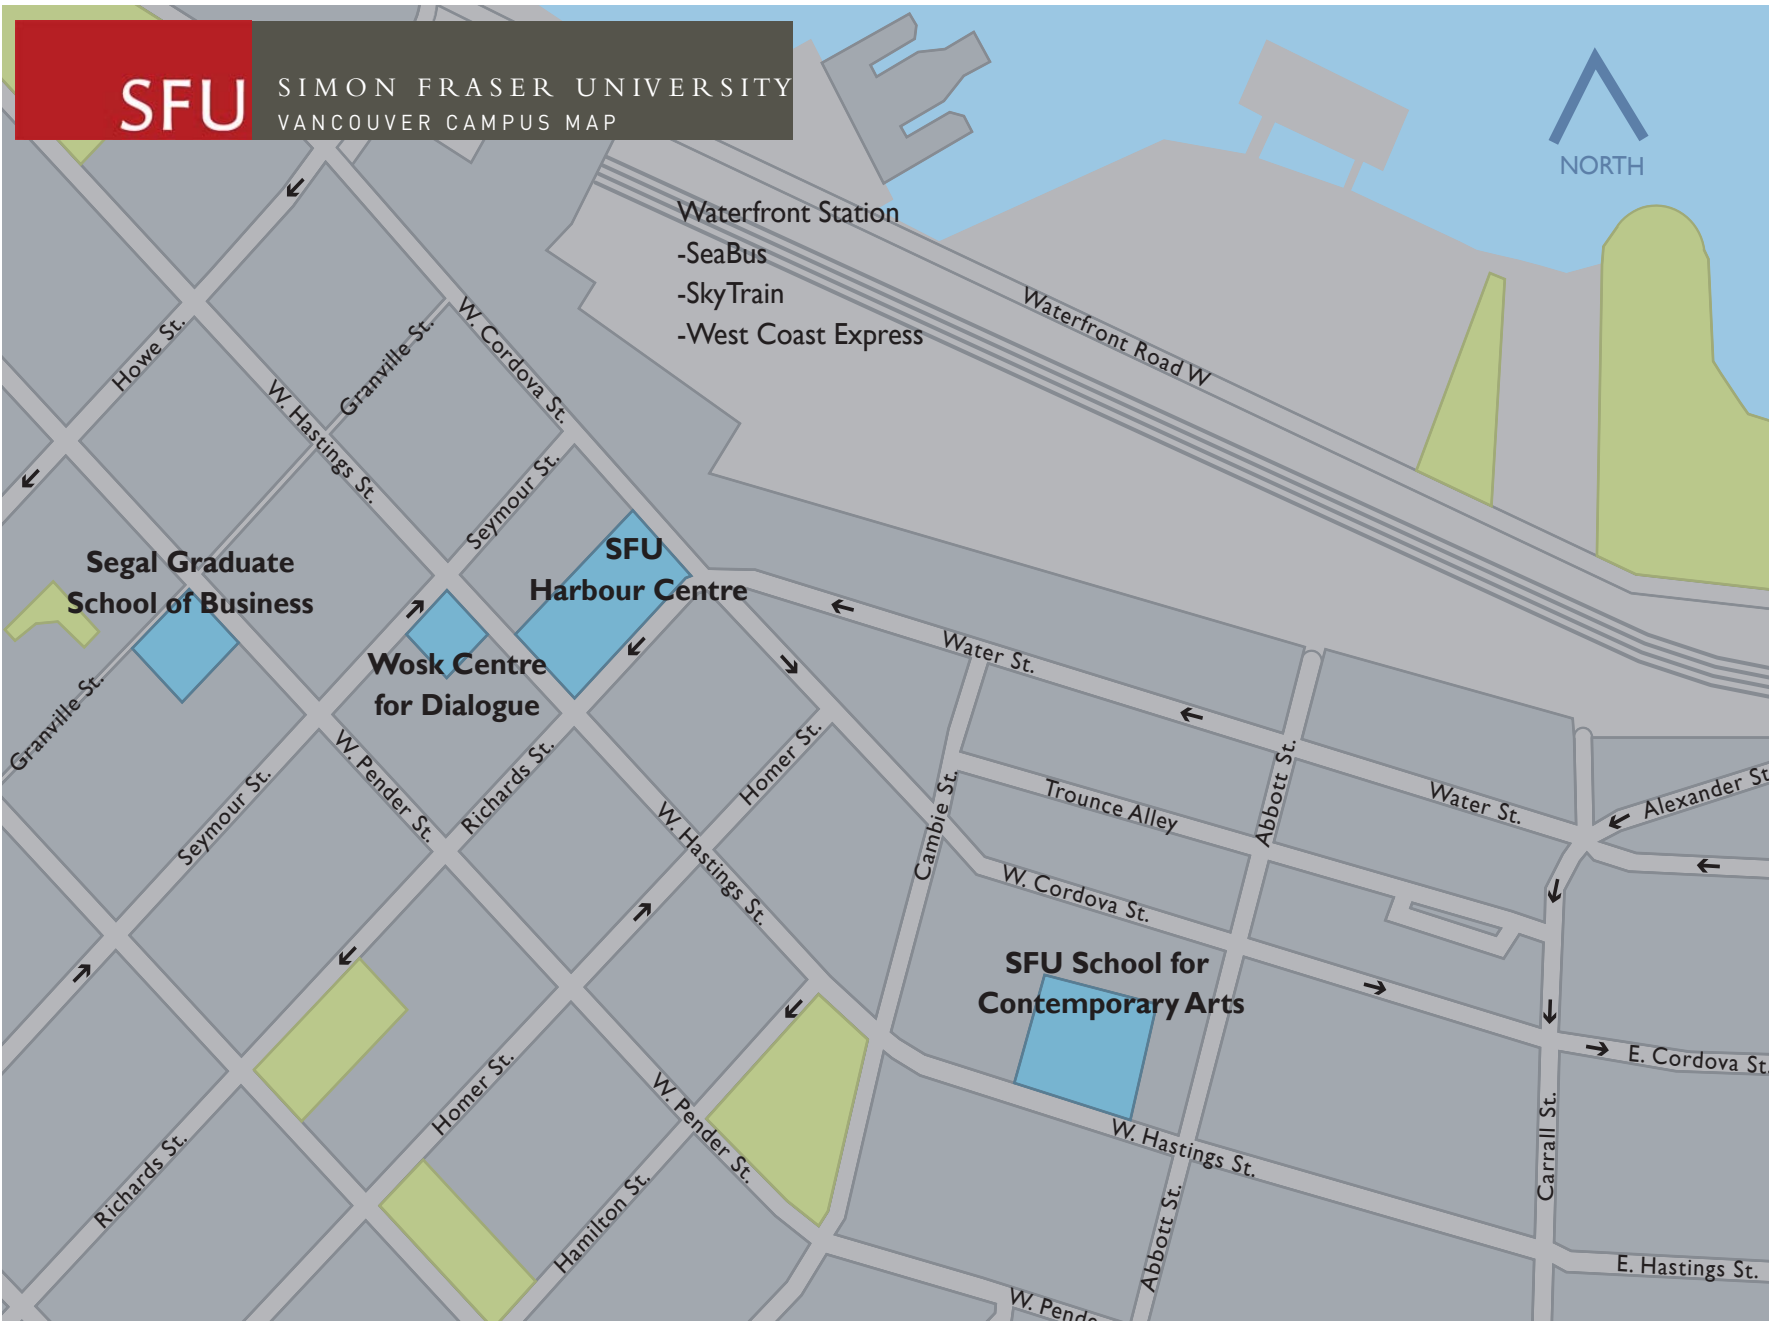 SFU
SIMON FRASER UNIVERSITY
VANCOUVER CAMPUS MAP
NORTH
Waterfront Station
-SeaBus
-SkyTrain
-West Coast Express
Waterfront Road W
Howe St.
Granville St.
W. Cordova St.
W. Hastings St.
Seymour St.
SFU
Harbour Centre
Segal Graduate
School of Business
Wosk Centre
for Dialogue
Water St.
Granville St.
W. Pender St.
Richards St.
Homer St.
Seymour St.
W. Hastings St.
Cambie St.
Trounce Alley
Abbott St.
Water St.
Alexander St
W. Cordova St.
SFU School for
Contemporary Arts
E. Cordova St.
Homer St.
W. Pender St.
Richards St.
Hamilton St.
W. Hastings St.
Carrall St.
Abbott St.
E. Hastings St.
W. Pende